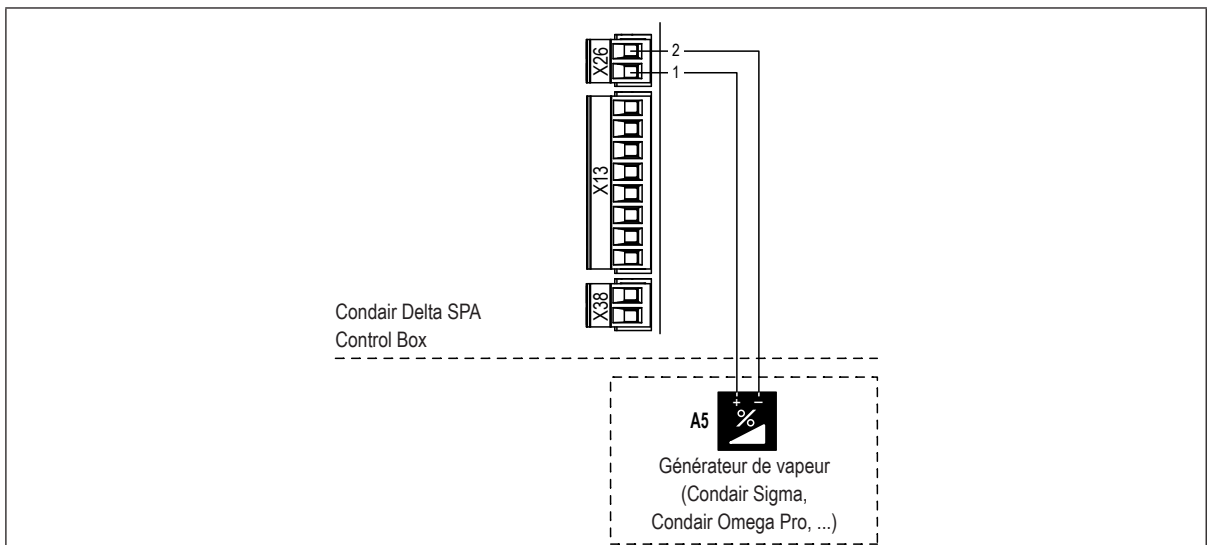 X26
2
1
X13
X38
Condair Delta SPA
Control Box
+ –
A5
%
Générateur de vapeur
(Condair Sigma,
Condair Omega Pro, ...)